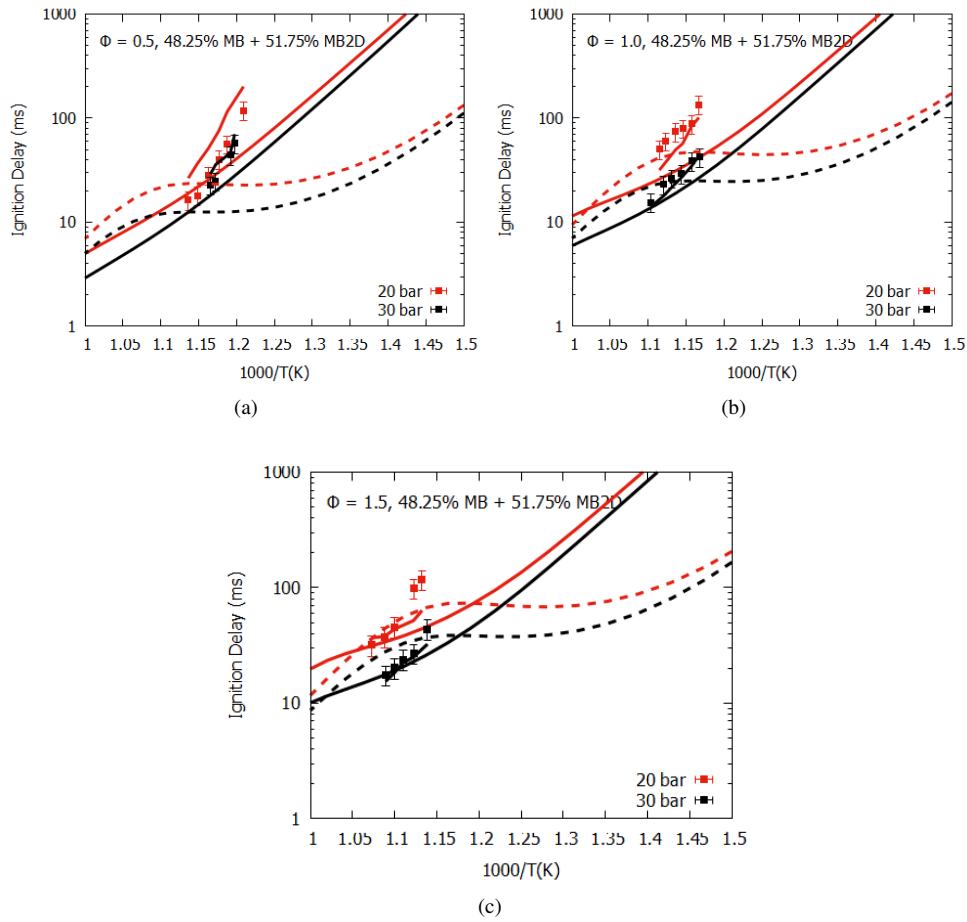 1000
Φ = 0.5, 48.25% MB + 51.75% MB2D
100
10
1
Ignition Delay (ms)
20 bar
30 bar
1 1.05 1.1 1.15 1.2 1.25 1.3 1.35 1.4 1.45 1.5
1000/T(K)
(a)
1000
Φ = 1.0, 48.25% MB + 51.75% MB2D
100
10
1
Ignition Delay (ms)
20 bar
30 bar
1 1.05 1.1 1.15 1.2 1.25 1.3 1.35 1.4 1.45 1.5
1000/T(K)
(b)
1000
Φ = 1.5, 48.25% MB + 51.75% MB2D
100
10
1
Ignition Delay (ms)
20 bar
30 bar
1 1.05 1.1 1.15 1.2 1.25 1.3 1.35 1.4 1.45 1.5
1000/T(K)
(c)